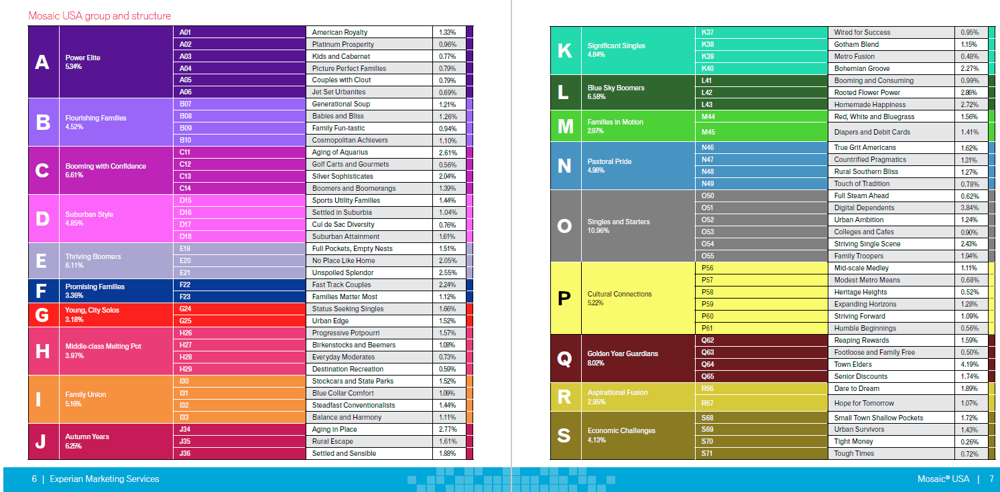 Mosaic USA group and structure
A Power Elite 5.34%
A01 American Royalty 1.33%
A02 Platinum Prosperity 0.96%
A03 Kids and Cabernet 0.77%
A04 Picture Perfect Families 0.79%
A05 Couples with Clout 0.79%
A06 Jet Set Urbanites 0.69%
B Flourishing Families 4.52%
B07 Generational Soup 1.21%
B08 Babies and Bliss 1.26%
B09 Family Fun-tastic 0.94%
B10 Cosmopolitan Achievers 1.10%
C Booming with Confidence 6.61%
C11 Aging of Aquarius 2.61%
C12 Golf Carts and Gourmets 0.56%
C13 Silver Sophisticates 2.04%
C14 Boomers and Boomerangs 1.39%
D Suburban Style 4.85%
D15 Sports Utility Families 1.44%
D16 Settled in Suburbia 1.04%
D17 Cul de Sac Diversity 0.76%
D18 Suburban Attainment 1.61%
E Thriving Boomers 6.11%
E19 Full Pockets, Empty Nests 1.51%
E20 No Place Like Home 2.05%
E21 Unspoiled Splendor 2.55%
F Promising Families 3.36%
F22 Fast Track Couples 2.24%
F23 Families Matter Most 1.12%
G Young, City Solos 3.18%
G24 Status Seeking Singles 1.66%
G25 Urban Edge 1.52%
H Middle-class Melting Pot 3.97%
H26 Progressive Potpourri 1.57%
H27 Birkenstocks and Beemers 1.08%
H28 Everyday Moderates 0.73%
H29 Destination Recreation 0.59%
I Family Union 5.16%
I30 Stockcars and State Parks 1.52%
I31 Blue Collar Comfort 1.09%
I32 Steadfast Conventionalists 1.44%
I33 Balance and Harmony 1.11%
J Autumn Years 6.25%
J34 Aging in Place 2.77%
J35 Rural Escape 1.61%
J36 Settled and Sensible 1.88%
6 | Experian Marketing Services
K Significant Singles 4.84%
K37 Wired for Success 0.95%
K38 Gotham Blend 1.15%
K39 Metro Fusion 0.48%
K40 Bohemian Groove 2.27%
L Blue Sky Boomers 6.58%
L41 Booming and Consuming 0.99%
L42 Rooted Flower Power 2.86%
L43 Homemade Happiness 2.72%
M Families in Motion 2.97%
M44 Red, White and Bluegrass 1.56%
M45 Diapers and Debit Cards 1.41%
N Pastoral Pride 4.98%
N46 True Grit Americans 1.62%
N47 Countrified Pragmatics 1.31%
N48 Rural Southern Bliss 1.27%
N49 Touch of Tradition 0.78%
O Singles and Starters 10.96%
O50 Full Steam Ahead 0.62%
O51 Digital Dependents 3.84%
O52 Urban Ambition 1.24%
O53 Colleges and Cafes 0.90%
O54 Striving Single Scene 2.43%
O55 Family Troopers 1.94%
P Cultural Connections 5.22%
P56 Mid-scale Medley 1.11%
P57 Modest Metro Means 0.68%
P58 Heritage Heights 0.52%
P59 Expanding Horizons 1.28%
P60 Striving Forward 1.09%
P61 Humble Beginnings 0.56%
Q Golden Year Guardians 8.02%
Q62 Reaping Rewards 1.59%
Q63 Footloose and Family Free 0.50%
Q64 Town Elders 4.19%
Q65 Senior Discounts 1.74%
R Aspirational Fusion 2.95%
R66 Dare to Dream 1.89%
R67 Hope for Tomorrow 1.07%
S Economic Challenges 4.13%
S68 Small Town Shallow Pockets 1.72%
S69 Urban Survivors 1.43%
S70 Tight Money 0.26%
S71 Tough Times 0.72%
Mosaic® USA | 7